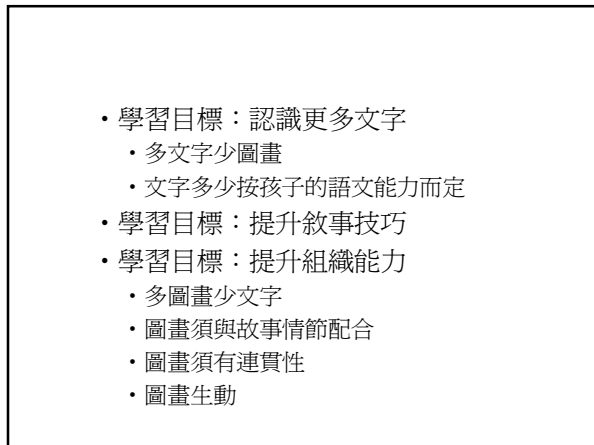 • 學習目標：認識更多文字
• 多文字少圖畫
• 文字多少按孩子的語文能力而定
• 學習目標：提升敘事技巧
• 學習目標：提升組織能力
• 多圖畫少文字
• 圖畫須與故事情節配合
• 圖畫須有連貫性
• 圖畫生動